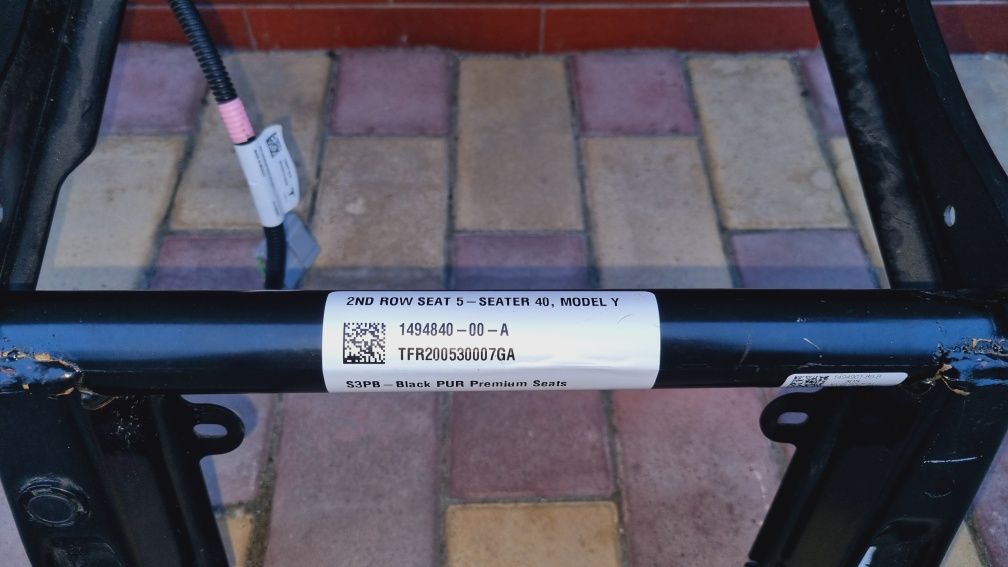 2ND ROW SEAT 5-SEATER 40, MODEL Y
1494840-00-A
TFR200530007GA
S3PB-Black PUR Premium Seats